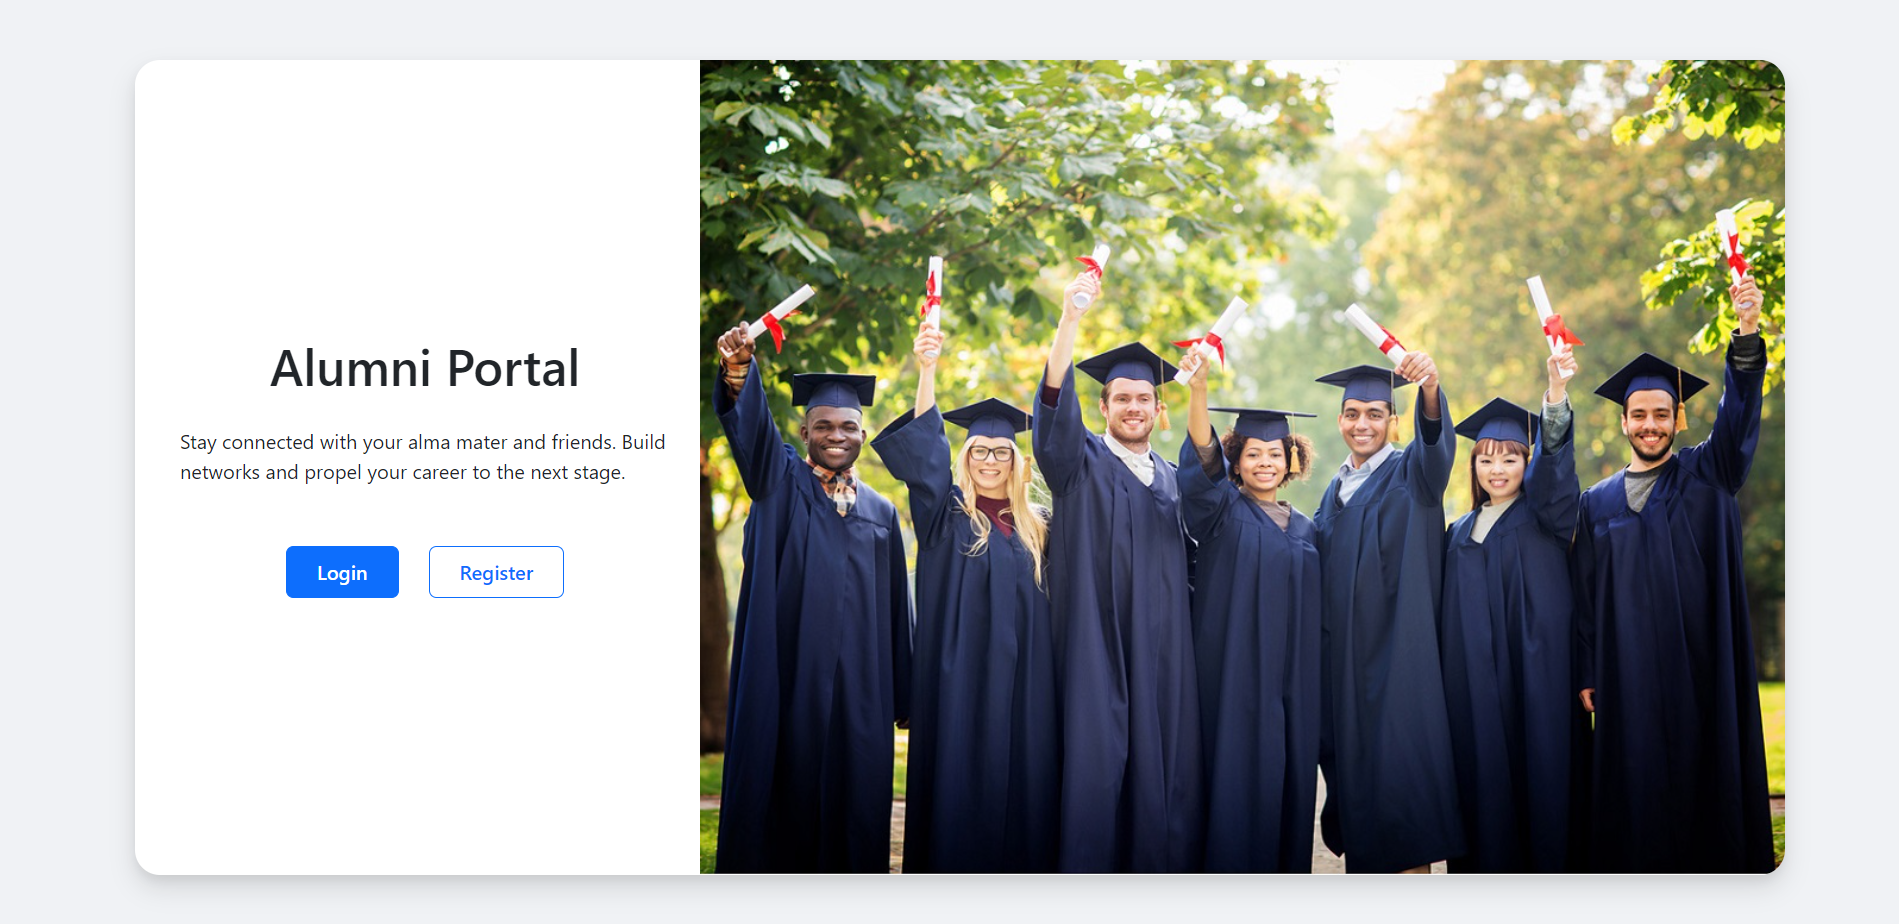 Alumni Portal
Stay connected with your alma mater and friends. Build
networks and propel your career to the next stage.
Login
Register